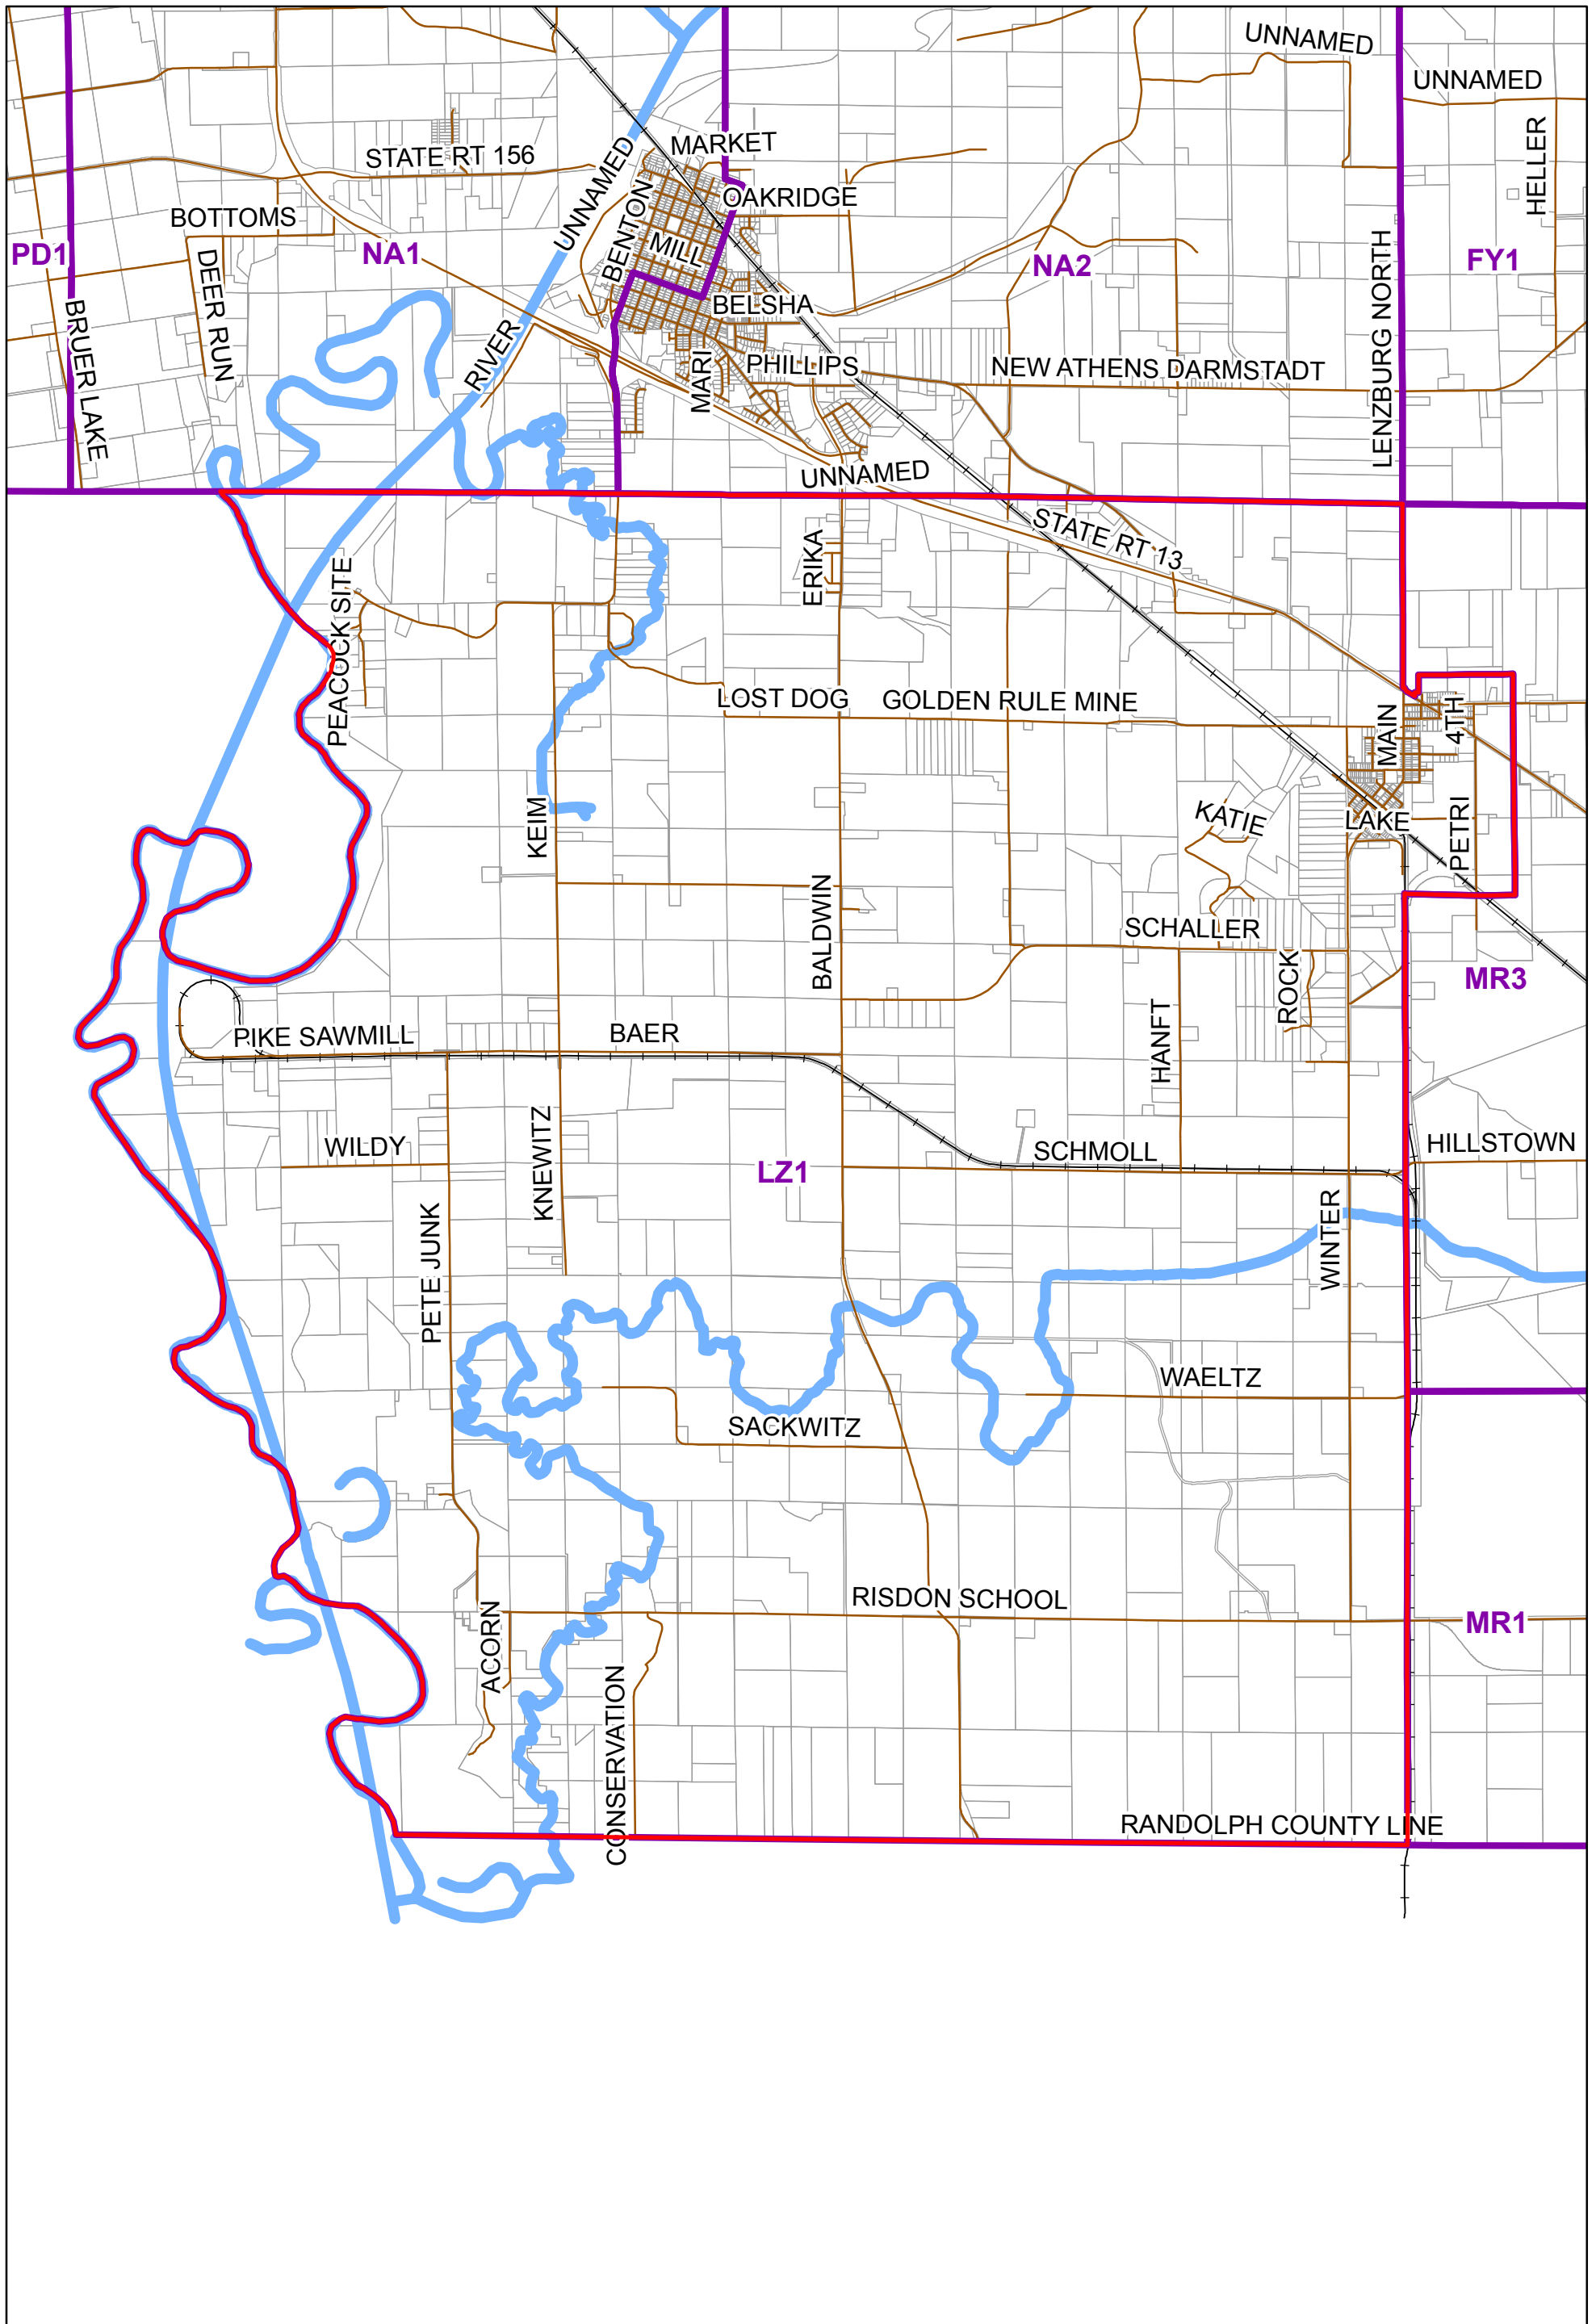 UNNAMED
UNNAMED
HELLER
MARKET
STATE RT 156
UNNAMED
BENTON
OAKRIDGE
BOTTOMS
MILL
PD1
NA1
NA2
FY1
DEER RUN
BRUER LAKE
RIVER
BELSHA
LENZBURG NORTH
MARI
PHILLIPS
NEW ATHENS DARMSTADT
UNNAMED
STATE RT 13
ERIKA
PEACOCK SITE
LOST DOG
GOLDEN RULE MINE
MAIN
4TH
KEIM
KATIE
LAKE
PETRI
BALDWIN
SCHALLER
ROCK
MR3
PIKE SAWMILL
BAER
HANFT
WILDY
KNEWITZ
SCHMOLL
HILLSTOWN
LZ1
PETE JUNK
WINTER
WAELTZ
SACKWITZ
RISDON SCHOOL
ACORN
MR1
CONSERVATION
RANDOLPH COUNTY LINE